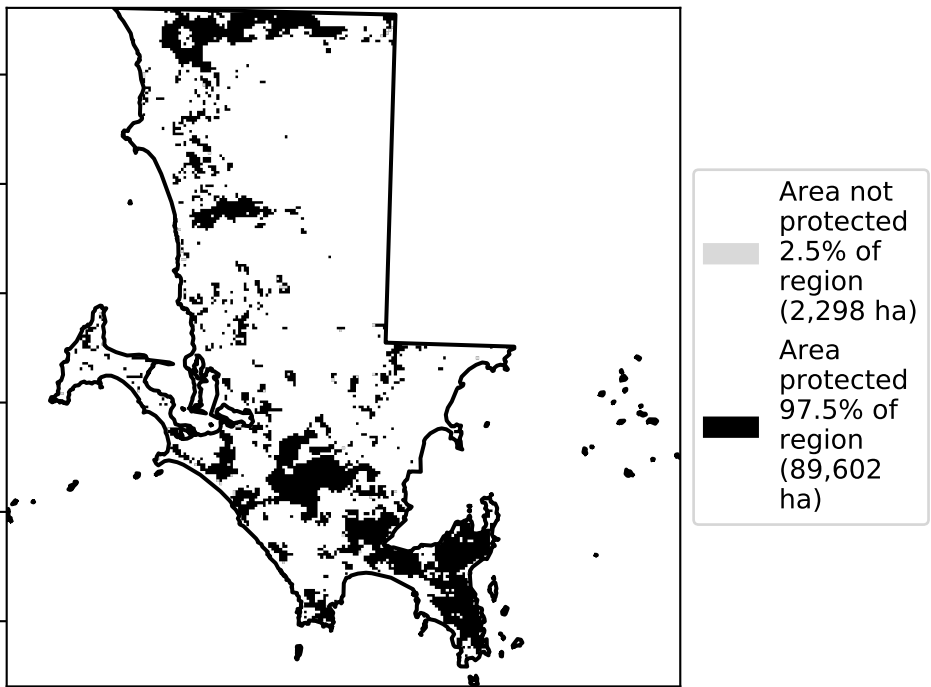 Area not
protected
2.5% of
region
(2,298 ha)
Area
protected
97.5% of
region
(89,602
ha)